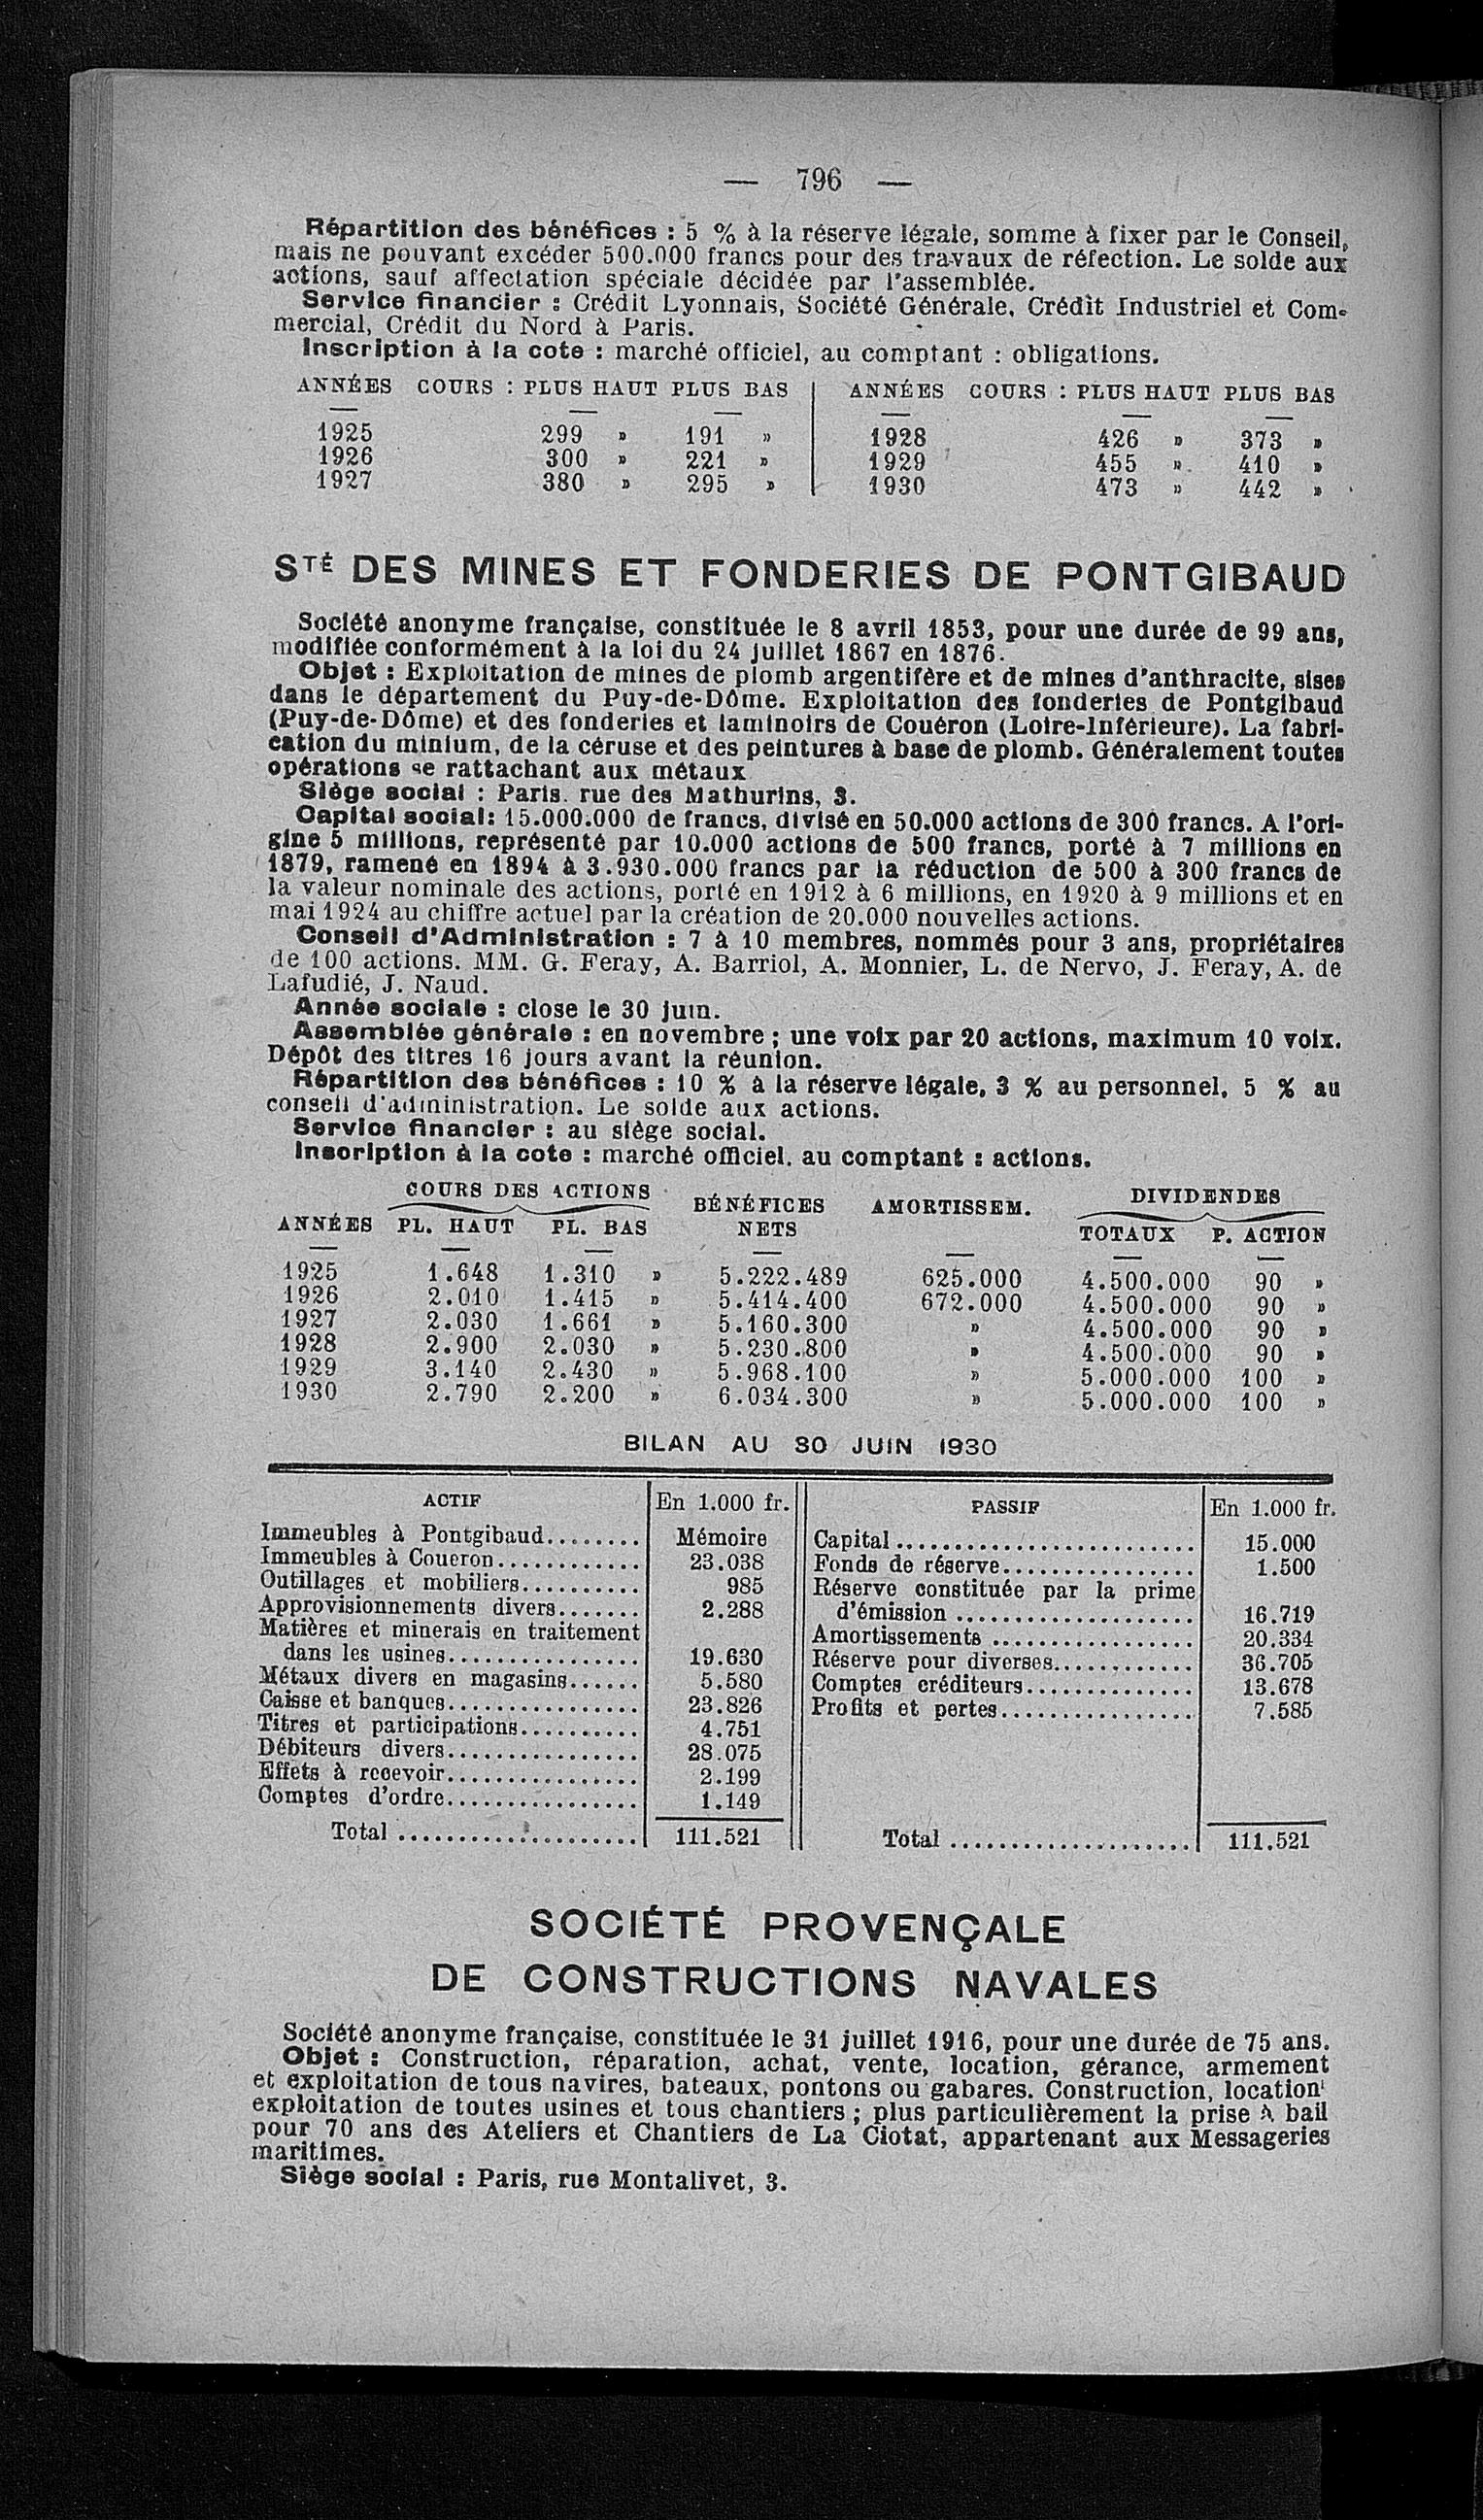 — 796 —
Répartition des bénéfices : 5 % à la réserve légale, somme à fixer par le Conseil,
mais ne pouvant excéder 500.000 francs pour des travaux de réfection. Le solde aux
actions, sauf affectation spéciale décidée par l'assemblée.
Service financier : Crédit Lyonnais, Société Générale, Crédit Industriel et Com-
mercial, Crédit du Nord à Paris.
Inscription à la cote : marché officiel, au comptant : obligations.
ANNÉES COURS : PLUS HAUT PLUS BAS | ANNÉES COURS : PLUS HAUT PLUS BAS
1925 299 » 191 » | 1928 426 » 373 »
1926 300 » 221 » | 1929 455 » 410 »
1927 380 » 295 » | 1930 473 » 442 »
STÉ DES MINES ET FONDERIES DE PONTGIBAUD
Société anonyme française, constituée le 8 avril 1853, pour une durée de 99 ans,
modifiée conformément à la loi du 24 juillet 1867 en 1876.
Objet : Exploitation de mines de plomb argentifère et de mines d'anthracite, sises
dans le département du Puy-de-Dôme. Exploitation des fonderies de Pontgibaud
(Puy-de-Dôme) et des fonderies et laminoirs de Couéron (Loire-Inférieure). La fabri-
cation du minium, de la céruse et des peintures à base de plomb. Généralement toutes
opérations se rattachant aux métaux
Siège social : Paris. rue des Mathurins, 3.
Capital social : 15.000.000 de francs, divisé en 50.000 actions de 300 francs. A l'ori-
gine 5 millions, représenté par 10.000 actions de 500 francs, porté à 7 millions en
1879, ramené en 1894 à 3.930.000 francs par la réduction de 500 à 300 francs de
la valeur nominale des actions, porté en 1912 à 6 millions, en 1920 à 9 millions et en
mai 1924 au chiffre actuel par la création de 20.000 nouvelles actions.
Conseil d'Administration : 7 à 10 membres, nommés pour 3 ans, propriétaires
de 100 actions. MM. G. Feray, A. Barriol, A. Monnier, L. de Nervo, J. Feray, A. de
Lafudié, J. Naud.
Année sociale : close le 30 juin.
Assemblée générale : en novembre ; une voix par 20 actions, maximum 10 voix.
Dépôt des titres 16 jours avant la réunion.
Répartition des bénéfices : 10 % à la réserve légale, 3 % au personnel, 5 % au
conseil d'administration. Le solde aux actions.
Service financier : au siège social.
Inscription à la cote : marché officiel, au comptant : actions.
COURS DES ACTIONS BÉNÉFICES AMORTISSEM. DIVIDENDES
ANNÉES PL. HAUT PL. BAS NETS TOTAUX P. ACTION
1925 1.648 1.310 » 5.222.489 625.000 4.500.000 90 »
1926 2.010 1.415 » 5.414.400 672.000 4.500.000 90 »
1927 2.030 1.661 » 5.160.300 » 4.500.000 90 »
1928 2.900 2.030 » 5.230.800 » 4.500.000 90 »
1929 3.140 2.430 » 5.968.100 » 5.000.000 100 »
1930 2.790 2.200 » 6.034.300 » 5.000.000 100 »
BILAN AU 30 JUIN 1930
ACTIF En 1.000 fr.
Immeubles à Pontgibaud........ Mémoire
Immeubles à Coueron............ 23.038
Outillages et mobiliers.......... 985
Approvisionnements divers....... 2.288
Matières et minerais en traitement
dans les usines................ 19.630
Métaux divers en magasins...... 5.580
Caisse et banques................ 23.826
Titres et participations.......... 4.751
Débiteurs divers................ 28.075
Effets à recevoir................ 2.199
Comptes d'ordre................ 1.149
Total .................... 111.521
PASSIF En 1.000 fr.
Capital ......................... 15.000
Fonds de réserve................ 1.500
Réserve constituée par la prime
d'émission .................... 16.719
Amortissements ................. 20.334
Réserve pour diverses............ 36.705
Comptes créditeurs.............. 13.678
Profits et pertes................ 7.585
Total .................... 111.521
SOCIÉTÉ PROVENÇALE
DE CONSTRUCTIONS NAVALES
Société anonyme française, constituée le 31 juillet 1916, pour une durée de 75 ans.
Objet : Construction, réparation, achat, vente, location, gérance, armement
et exploitation de tous navires, bateaux, pontons ou gabares. Construction, location
exploitation de toutes usines et tous chantiers ; plus particulièrement la prise à bail
pour 70 ans des Ateliers et Chantiers de La Ciotat, appartenant aux Messageries
maritimes.
Siège social : Paris, rue Montalivet, 3.